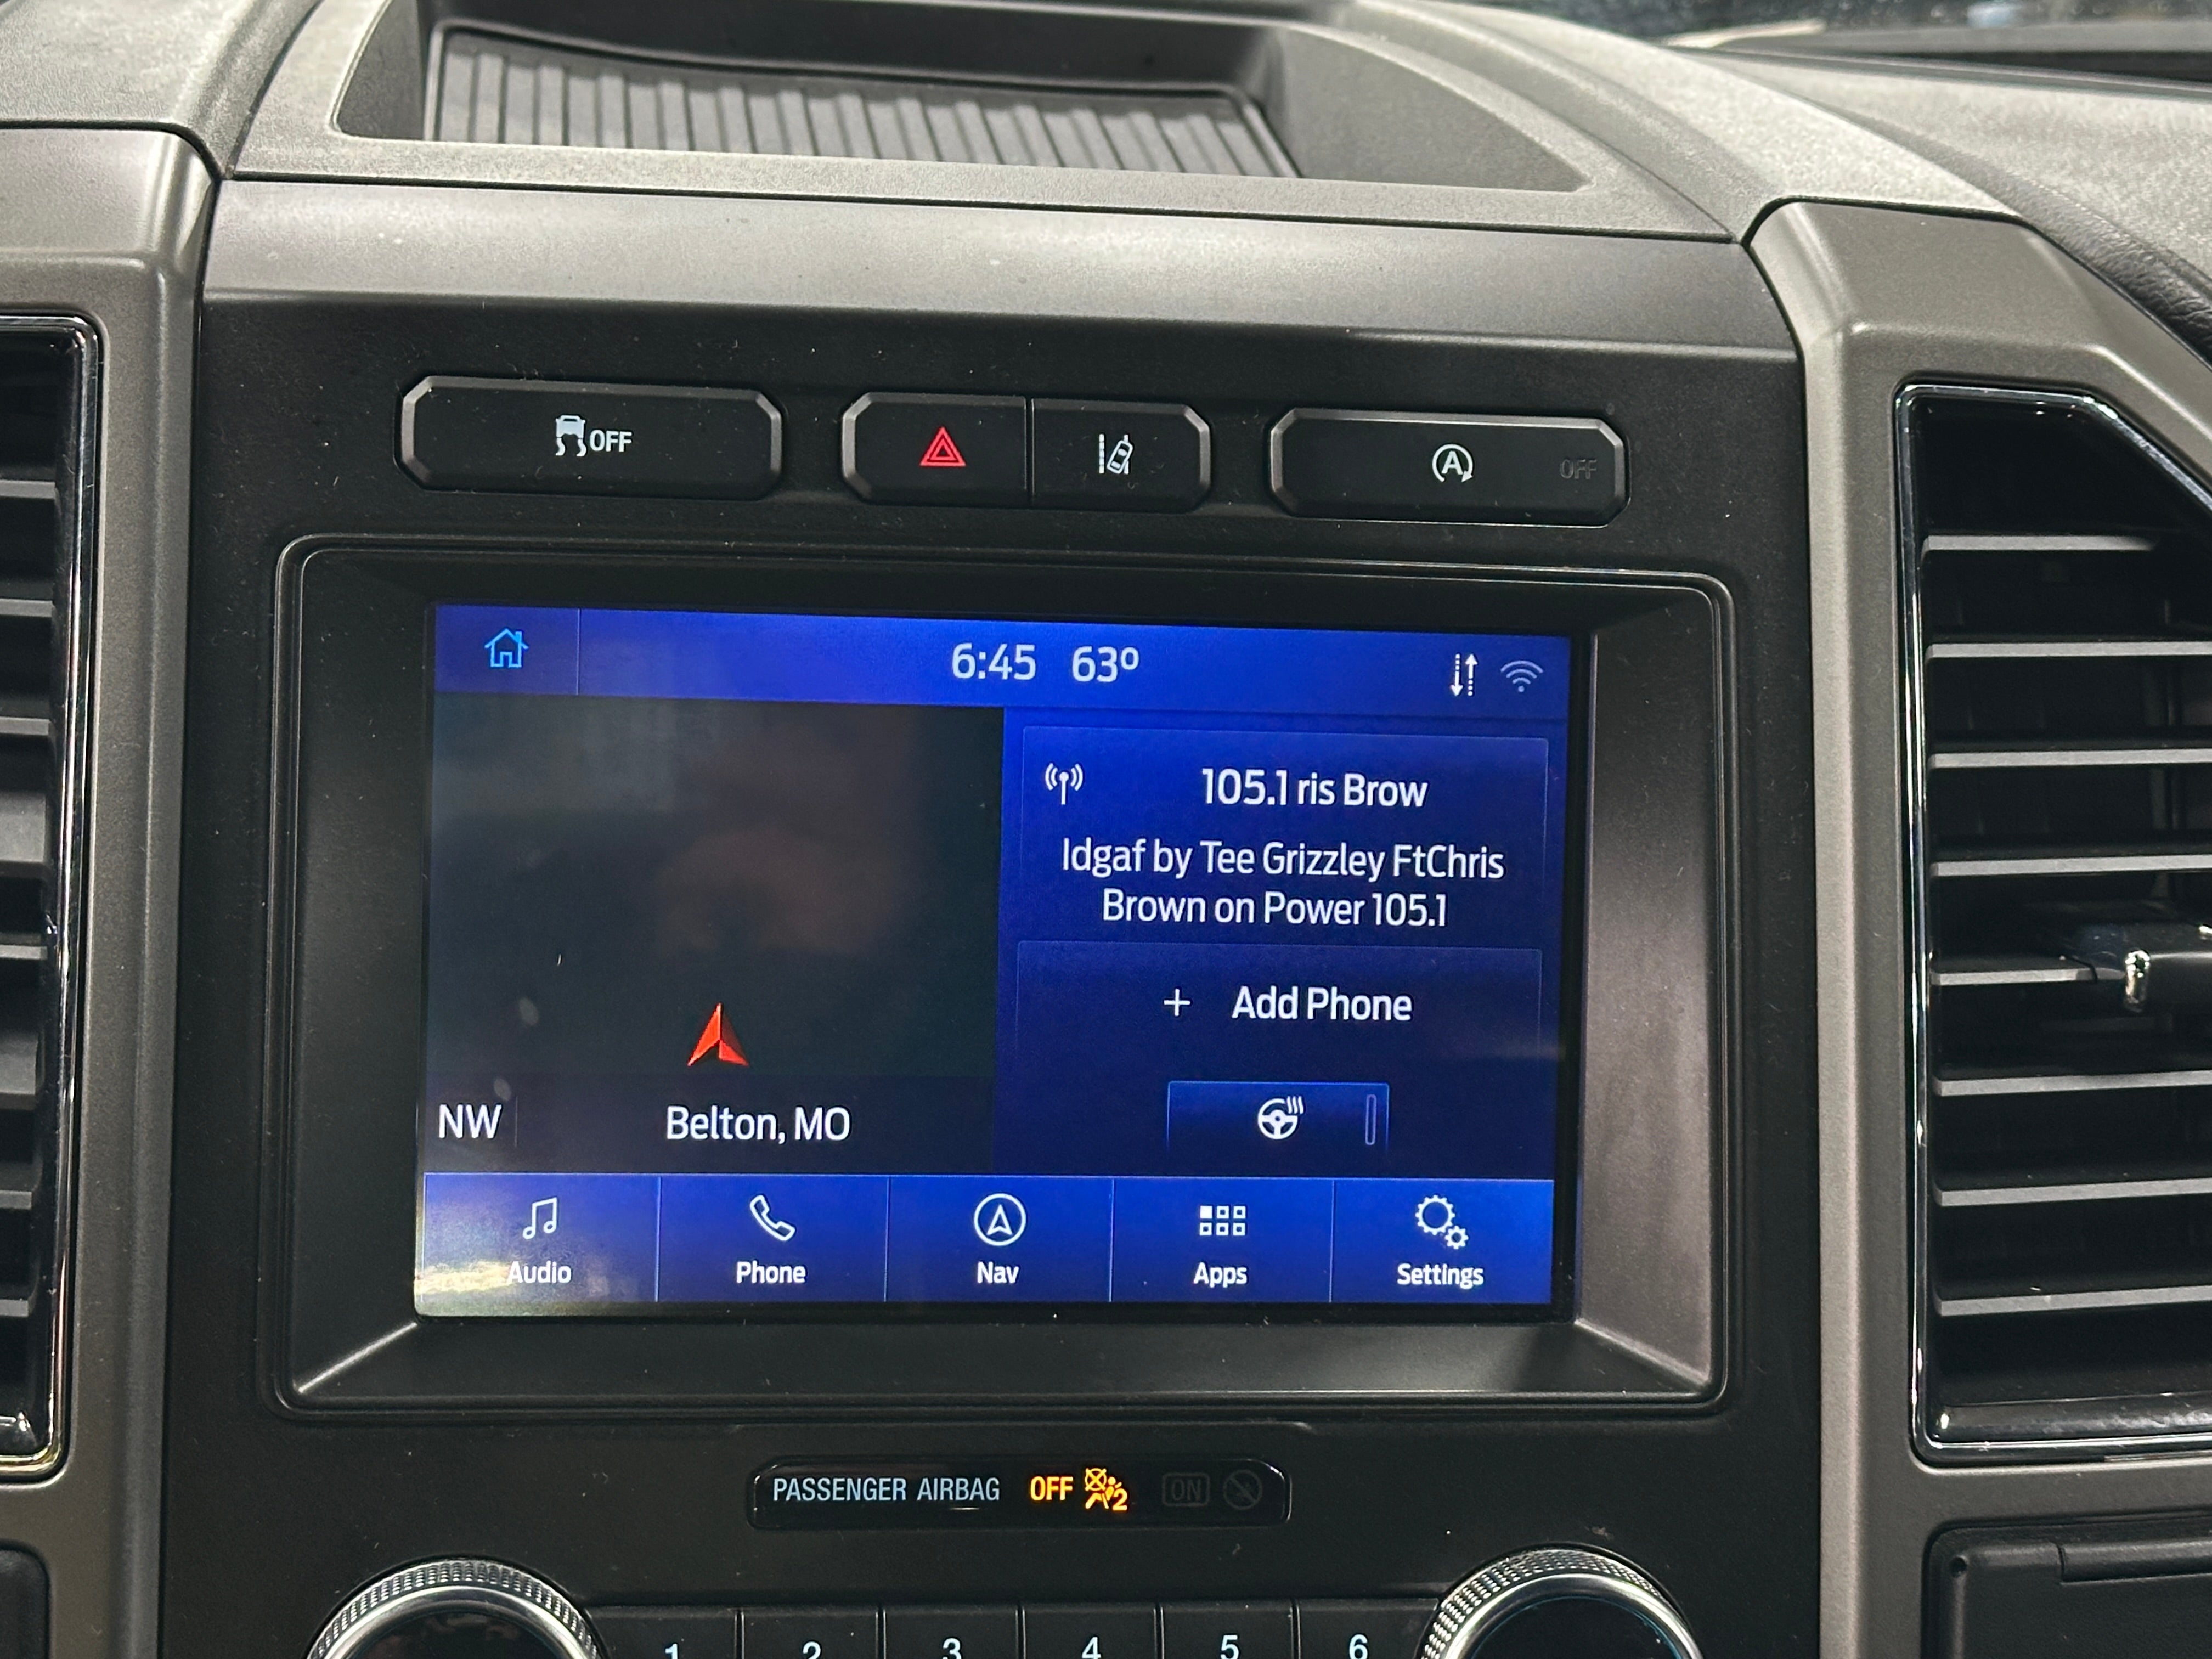 OFF
A OFF
6:45 63º
105.1 ris Brow
Idgaf by Tee Grizzley FtChris
Brown on Power 105.1
+ Add Phone
NW Belton, MO
Audio Phone Nav Apps Settings
PASSENGER AIRBAG OFF 2 ON
1 2 3 4 5 6